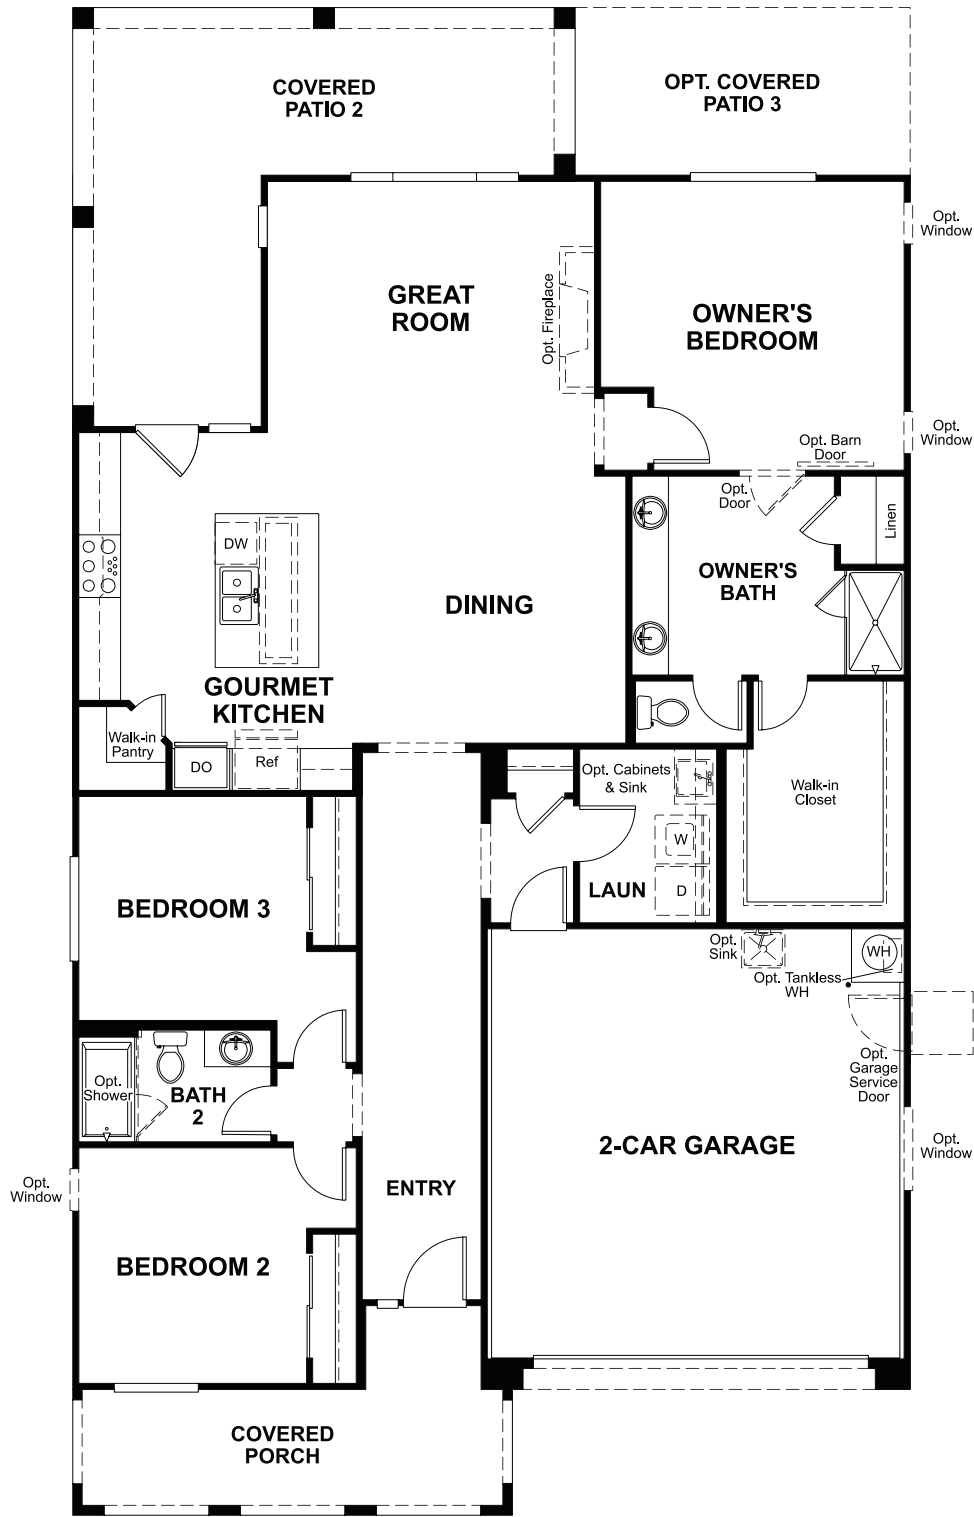 COVERED
PATIO 2
OPT. COVERED
PATIO 3
Opt.
Window
GREAT
ROOM
Opt. Fireplace
OWNER'S
BEDROOM
Opt. Barn
Door
Opt.
Window
Opt.
Door
Linen
DW
OWNER'S
BATH
DINING
GOURMET
KITCHEN
Walk-in
Pantry
DO
Ref
Opt. Cabinets
& Sink
Walk-in
Closet
W
D
LAUN
BEDROOM 3
Opt.
Sink
WH
Opt. Tankless
WH
Opt.
Garage
Service
Door
Opt.
Shower
BATH
2
2-CAR GARAGE
Opt.
Window
Opt.
Window
ENTRY
BEDROOM 2
COVERED
PORCH